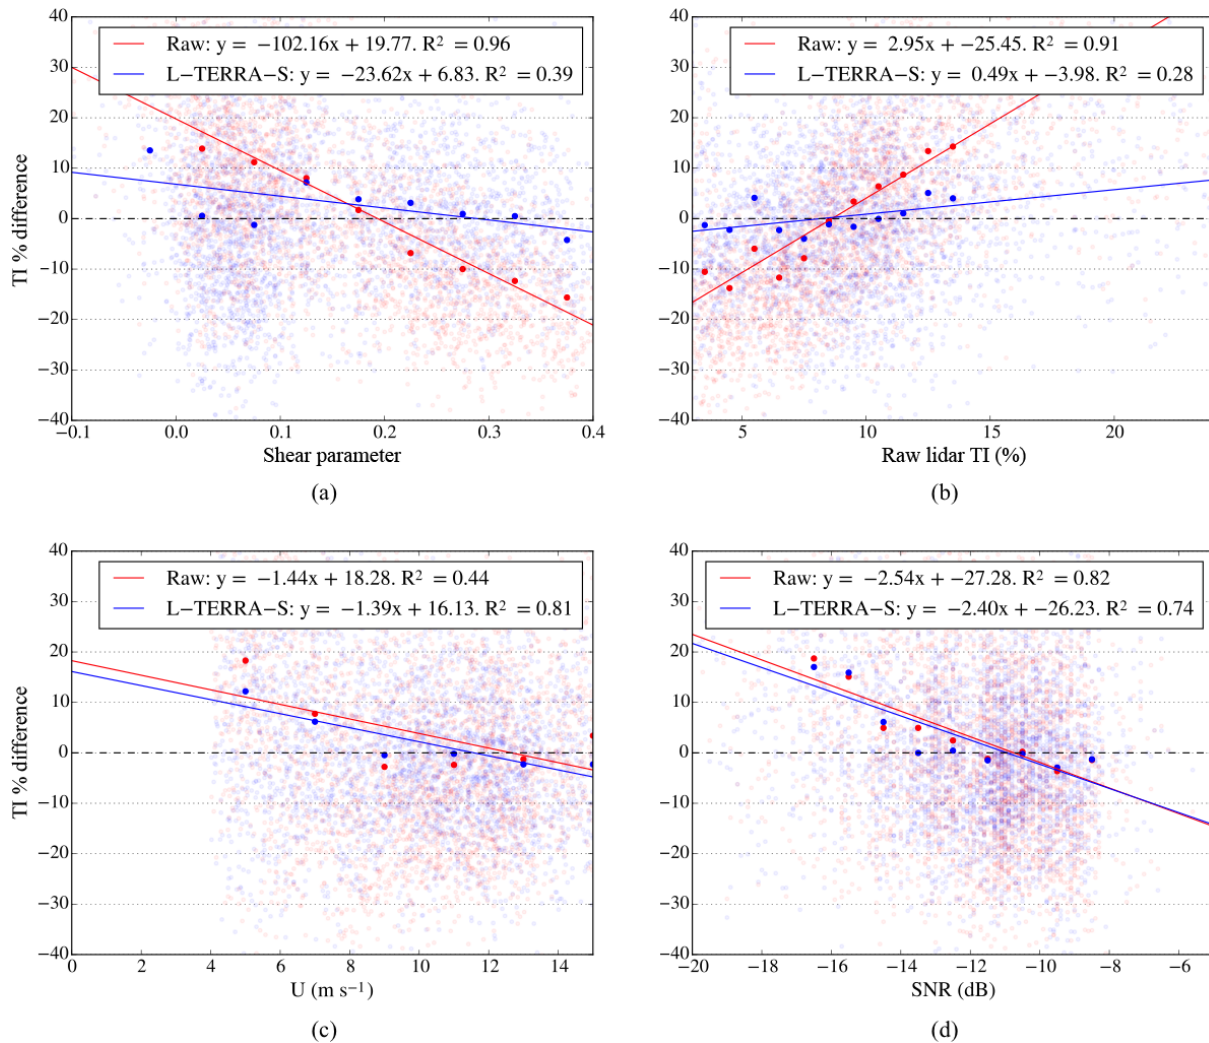 40
30
20
10
0
−10
−20
−30
−40
TI % difference
Raw: y = −102.16x + 19.77. R² = 0.96
L−TERRA−S: y = −23.62x + 6.83. R² = 0.39
−0.1 0.0 0.1 0.2 0.3 0.4
Shear parameter
(a)
40
30
20
10
0
−10
−20
−30
−40
Raw: y = 2.95x + −25.45. R² = 0.91
L−TERRA−S: y = 0.49x + −3.98. R² = 0.28
5 10 15 20
Raw lidar TI (%)
(b)
40
30
20
10
0
−10
−20
−30
−40
TI % difference
Raw: y = −1.44x + 18.28. R² = 0.44
L−TERRA−S: y = −1.39x + 16.13. R² = 0.81
0 2 4 6 8 10 12 14
U (m s⁻¹)
(c)
40
30
20
10
0
−10
−20
−30
−40
Raw: y = −2.54x + −27.28. R² = 0.82
L−TERRA−S: y = −2.40x + −26.23. R² = 0.74
−20 −18 −16 −14 −12 −10 −8 −6
SNR (dB)
(d)